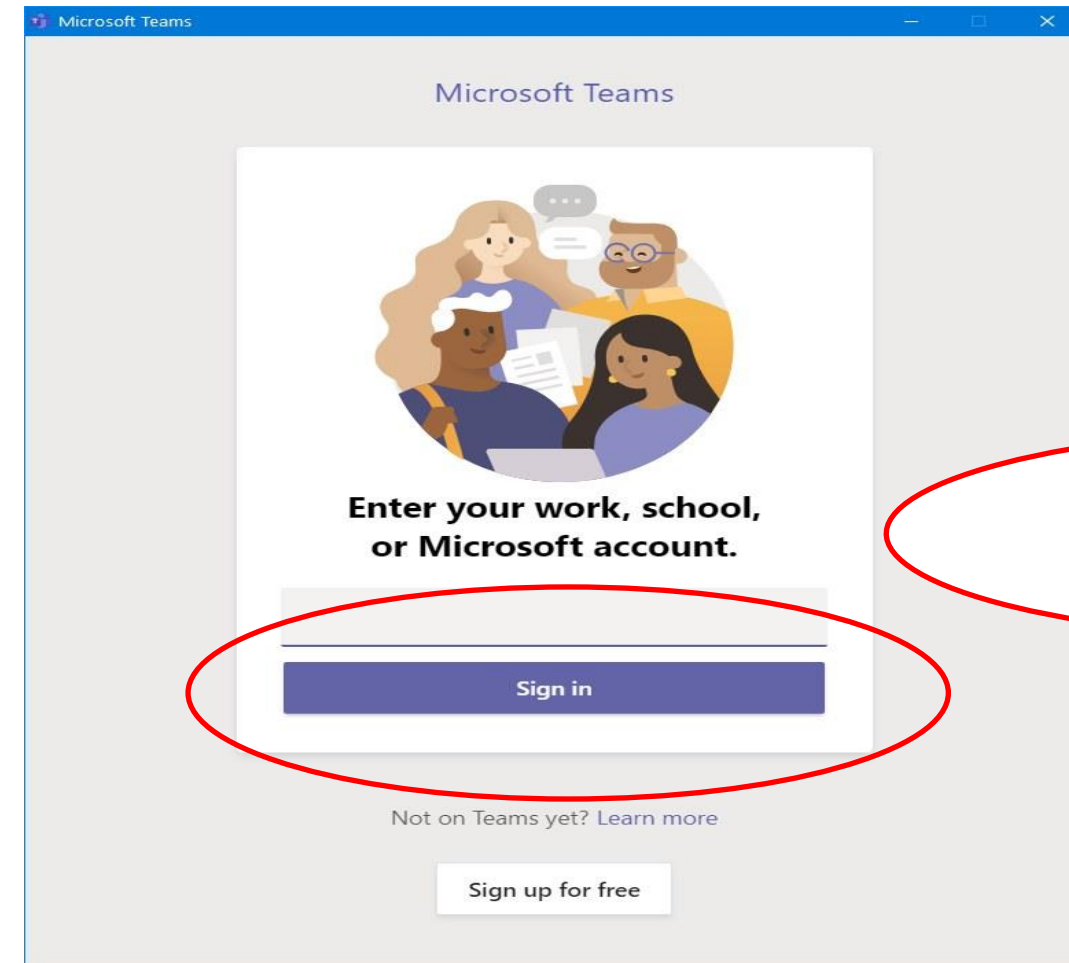 Microsoft Teams
Microsoft Teams
Enter your work, school,
or Microsoft account.
Sign in
Not on Teams yet? Learn more
Sign up for free